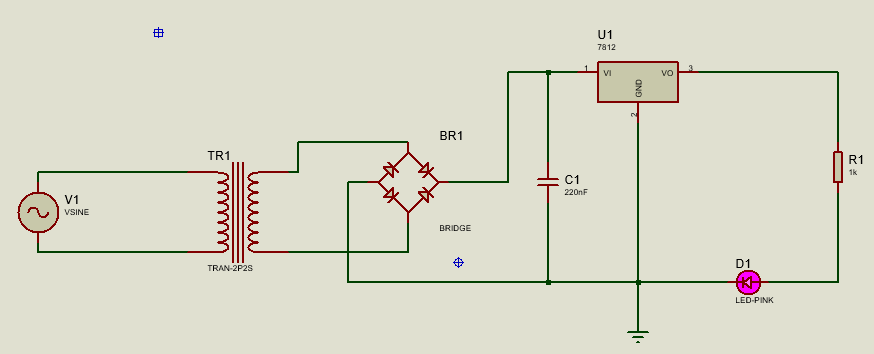 U1
7812
1
VI
VO
3
GND
2
BR1
BRIDGE
TR1
TRAN-2P2S
V1
VSINE
C1
220nF
R1
1k
D1
LED-PINK